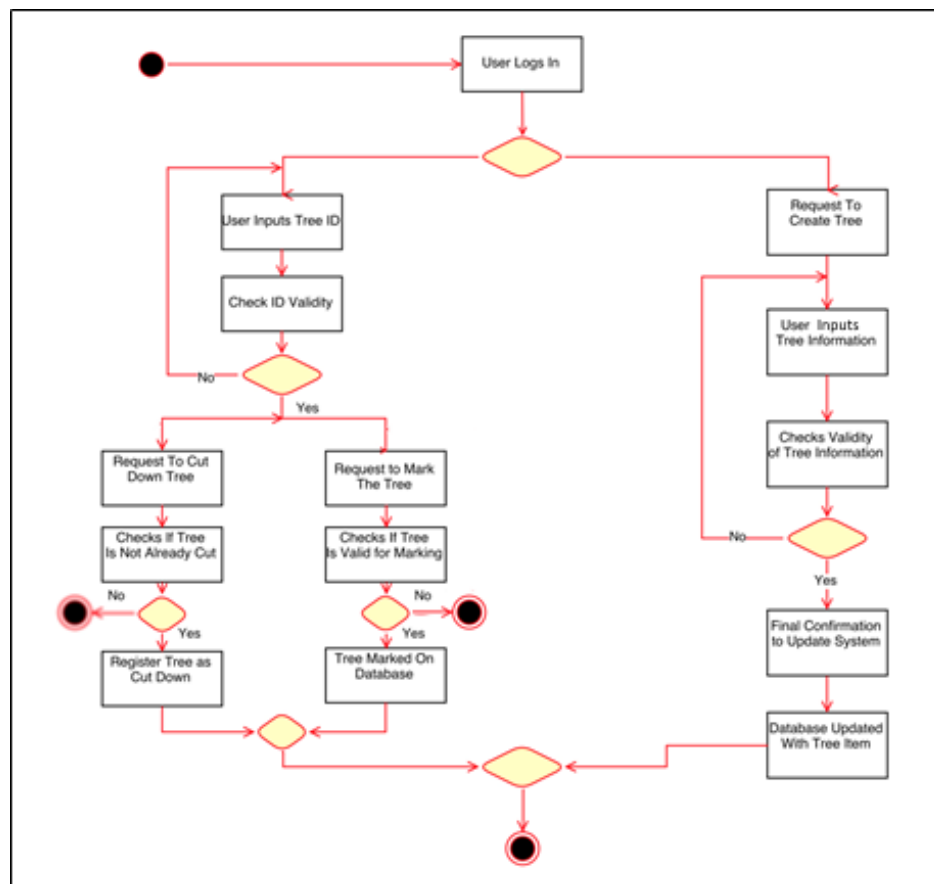 User Logs In
User Inputs Tree ID
Check ID Validity
No
Yes
Request To Cut
Down Tree
Checks If Tree
Is Not Already Cut
No
Yes
Register Tree as
Cut Down
Request to Mark
The Tree
Checks If Tree
Is Valid for Marking
No
Yes
Tree Marked On
Database
Request To
Create Tree
User Inputs
Tree Information
Checks Validity
of Tree Information
No
Yes
Final Confirmation
to Update System
Database Updated
With Tree Item